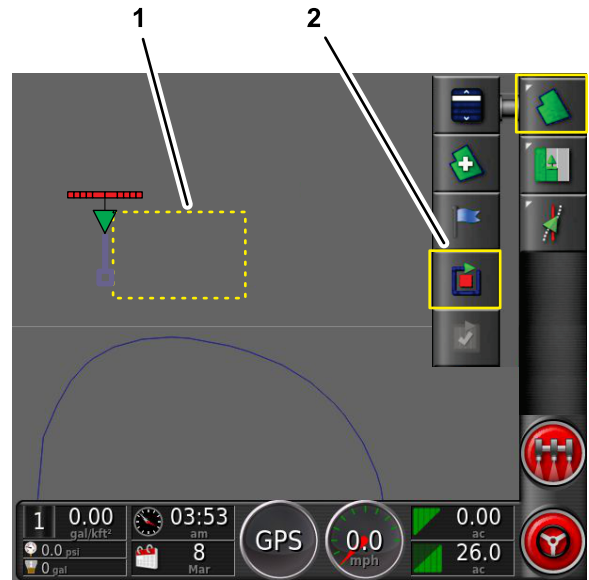 1 2
1 0.00 03:53 GPS 0.0 0.00
gal/kft² am mph ac
0.0 psi 8 26.0
0 gal Mar ac